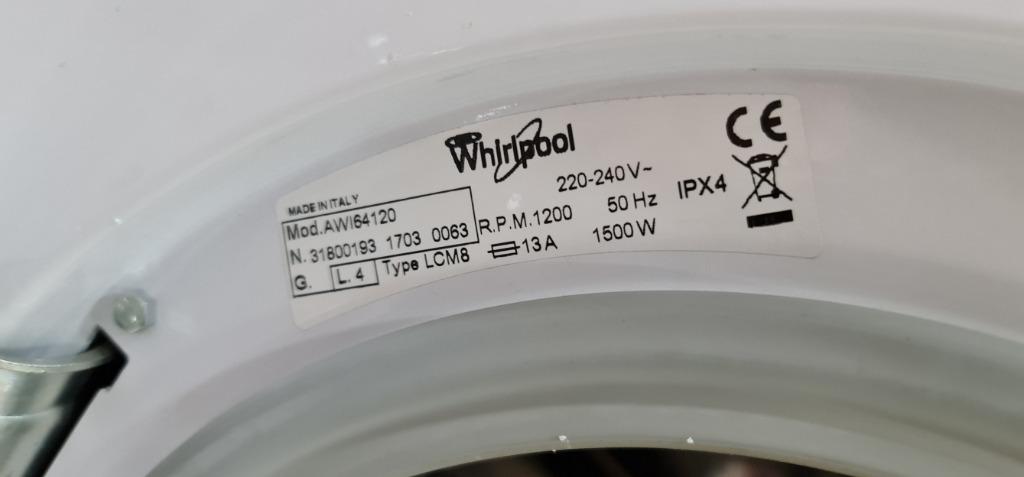 Whirlpool
CE
MADE IN ITALY
Mod.AWI64120
N. 31800193 1703 0063
G. L. 4 Type LCM8
R.P.M.1200
13A
220-240V~
50 Hz
1500W
IPX4